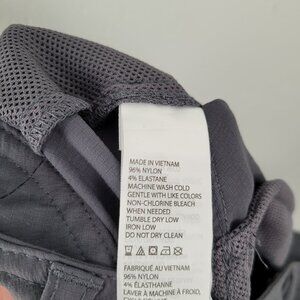 MADE IN VIETNAM
96% NYLON
4% ELASTANE
MACHINE WASH COLD
GENTLE WITH LIKE COLORS
NON-CHLORINE BLEACH
WHEN NEEDED
TUMBLE DRY LOW
IRON LOW
DO NOT DRY CLEAN
FABRIQUÉ AU VIETNAM
96% NYLON
4% ÉLASTHANNE
LAVER À MACHINE À FROID,